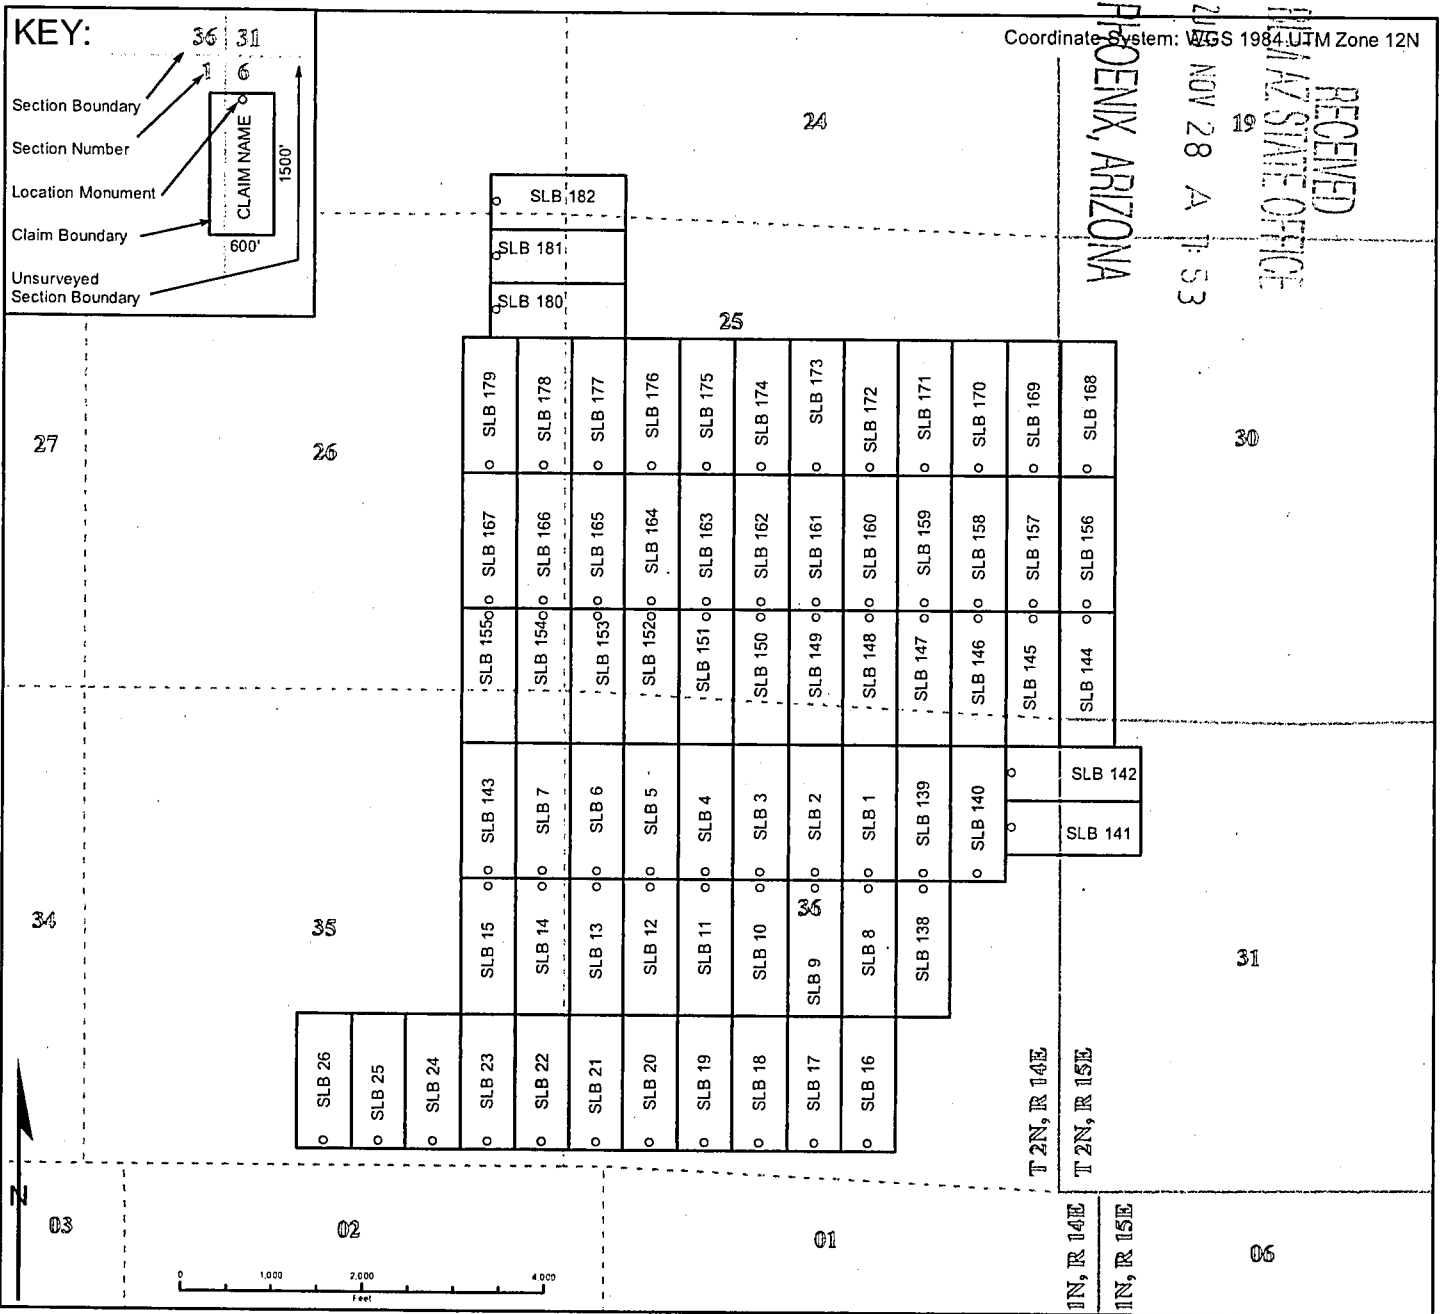 KEY:
36 31
1 6
Section Boundary
Section Number
Location Monument
Claim Boundary
Unsurveyed
Section Boundary
CLAIM NAME
1500'
600'
Coordinate System: WGS 1984 UTM Zone 12N
RECEIVED
AZ STATE OFFICE
NOV 28 A 7:53
PHOENIX, ARIZONA
24
19
SLB 182
SLB 181
SLB 180
25
27
26
30
SLB 179
SLB 178
SLB 177
SLB 176
SLB 175
SLB 174
SLB 173
SLB 172
SLB 171
SLB 170
SLB 169
SLB 168
SLB 167
SLB 166
SLB 165
SLB 164
SLB 163
SLB 162
SLB 161
SLB 160
SLB 159
SLB 158
SLB 157
SLB 156
SLB 155
SLB 154
SLB 153
SLB 152
SLB 151
SLB 150
SLB 149
SLB 148
SLB 147
SLB 146
SLB 145
SLB 144
SLB 143
SLB 7
SLB 6
SLB 5
SLB 4
SLB 3
SLB 2
SLB 1
SLB 139
SLB 140
SLB 142
SLB 141
34
35
36
31
SLB 15
SLB 14
SLB 13
SLB 12
SLB 11
SLB 10
SLB 9
SLB 8
SLB 138
SLB 26
SLB 25
SLB 24
SLB 23
SLB 22
SLB 21
SLB 20
SLB 19
SLB 18
SLB 17
SLB 16
T 2N, R 14E
T 2N, R 15E
1N, R 14E
1N, R 15E
N
03
02
01
06
0 1,000 2,000 4,000
Feet